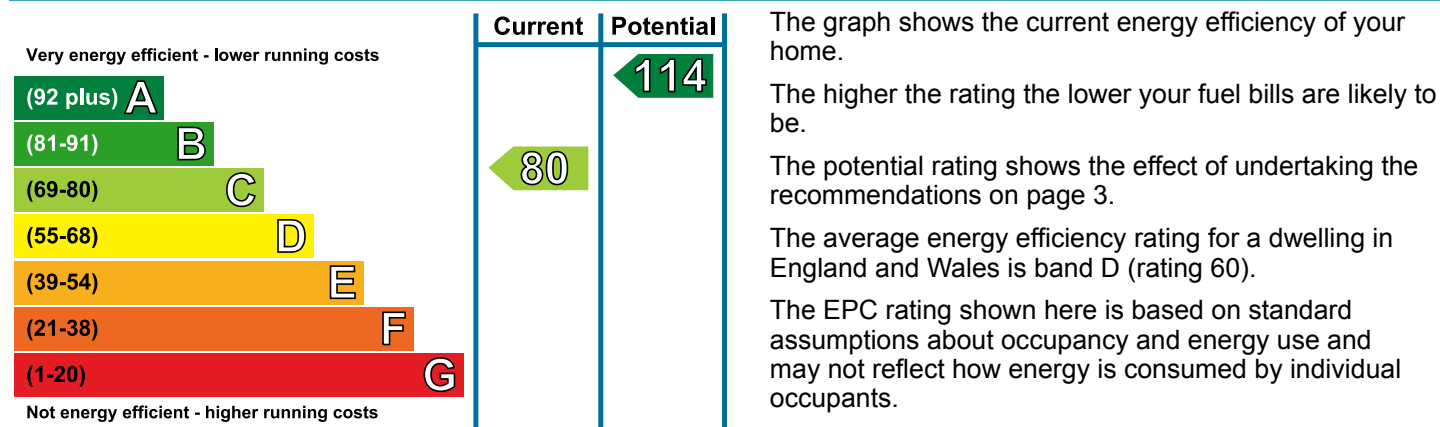 Current Potential
Very energy efficient - lower running costs
114
(92 plus) A
(81-91) B
80
(69-80) C
(55-68) D
(39-54) E
(21-38) F
(1-20) G
Not energy efficient - higher running costs
The graph shows the current energy efficiency of your
home.
The higher the rating the lower your fuel bills are likely to
be.
The potential rating shows the effect of undertaking the
recommendations on page 3.
The average energy efficiency rating for a dwelling in
England and Wales is band D (rating 60).
The EPC rating shown here is based on standard
assumptions about occupancy and energy use and
may not reflect how energy is consumed by individual
occupants.